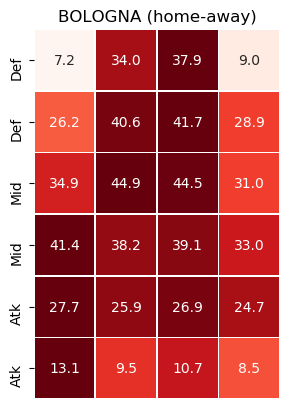 BOLOGNA (home-away)
Def 7.2 34.0 37.9 9.0
Def 26.2 40.6 41.7 28.9
Mid 34.9 44.9 44.5 31.0
Mid 41.4 38.2 39.1 33.0
Atk 27.7 25.9 26.9 24.7
Atk 13.1 9.5 10.7 8.5